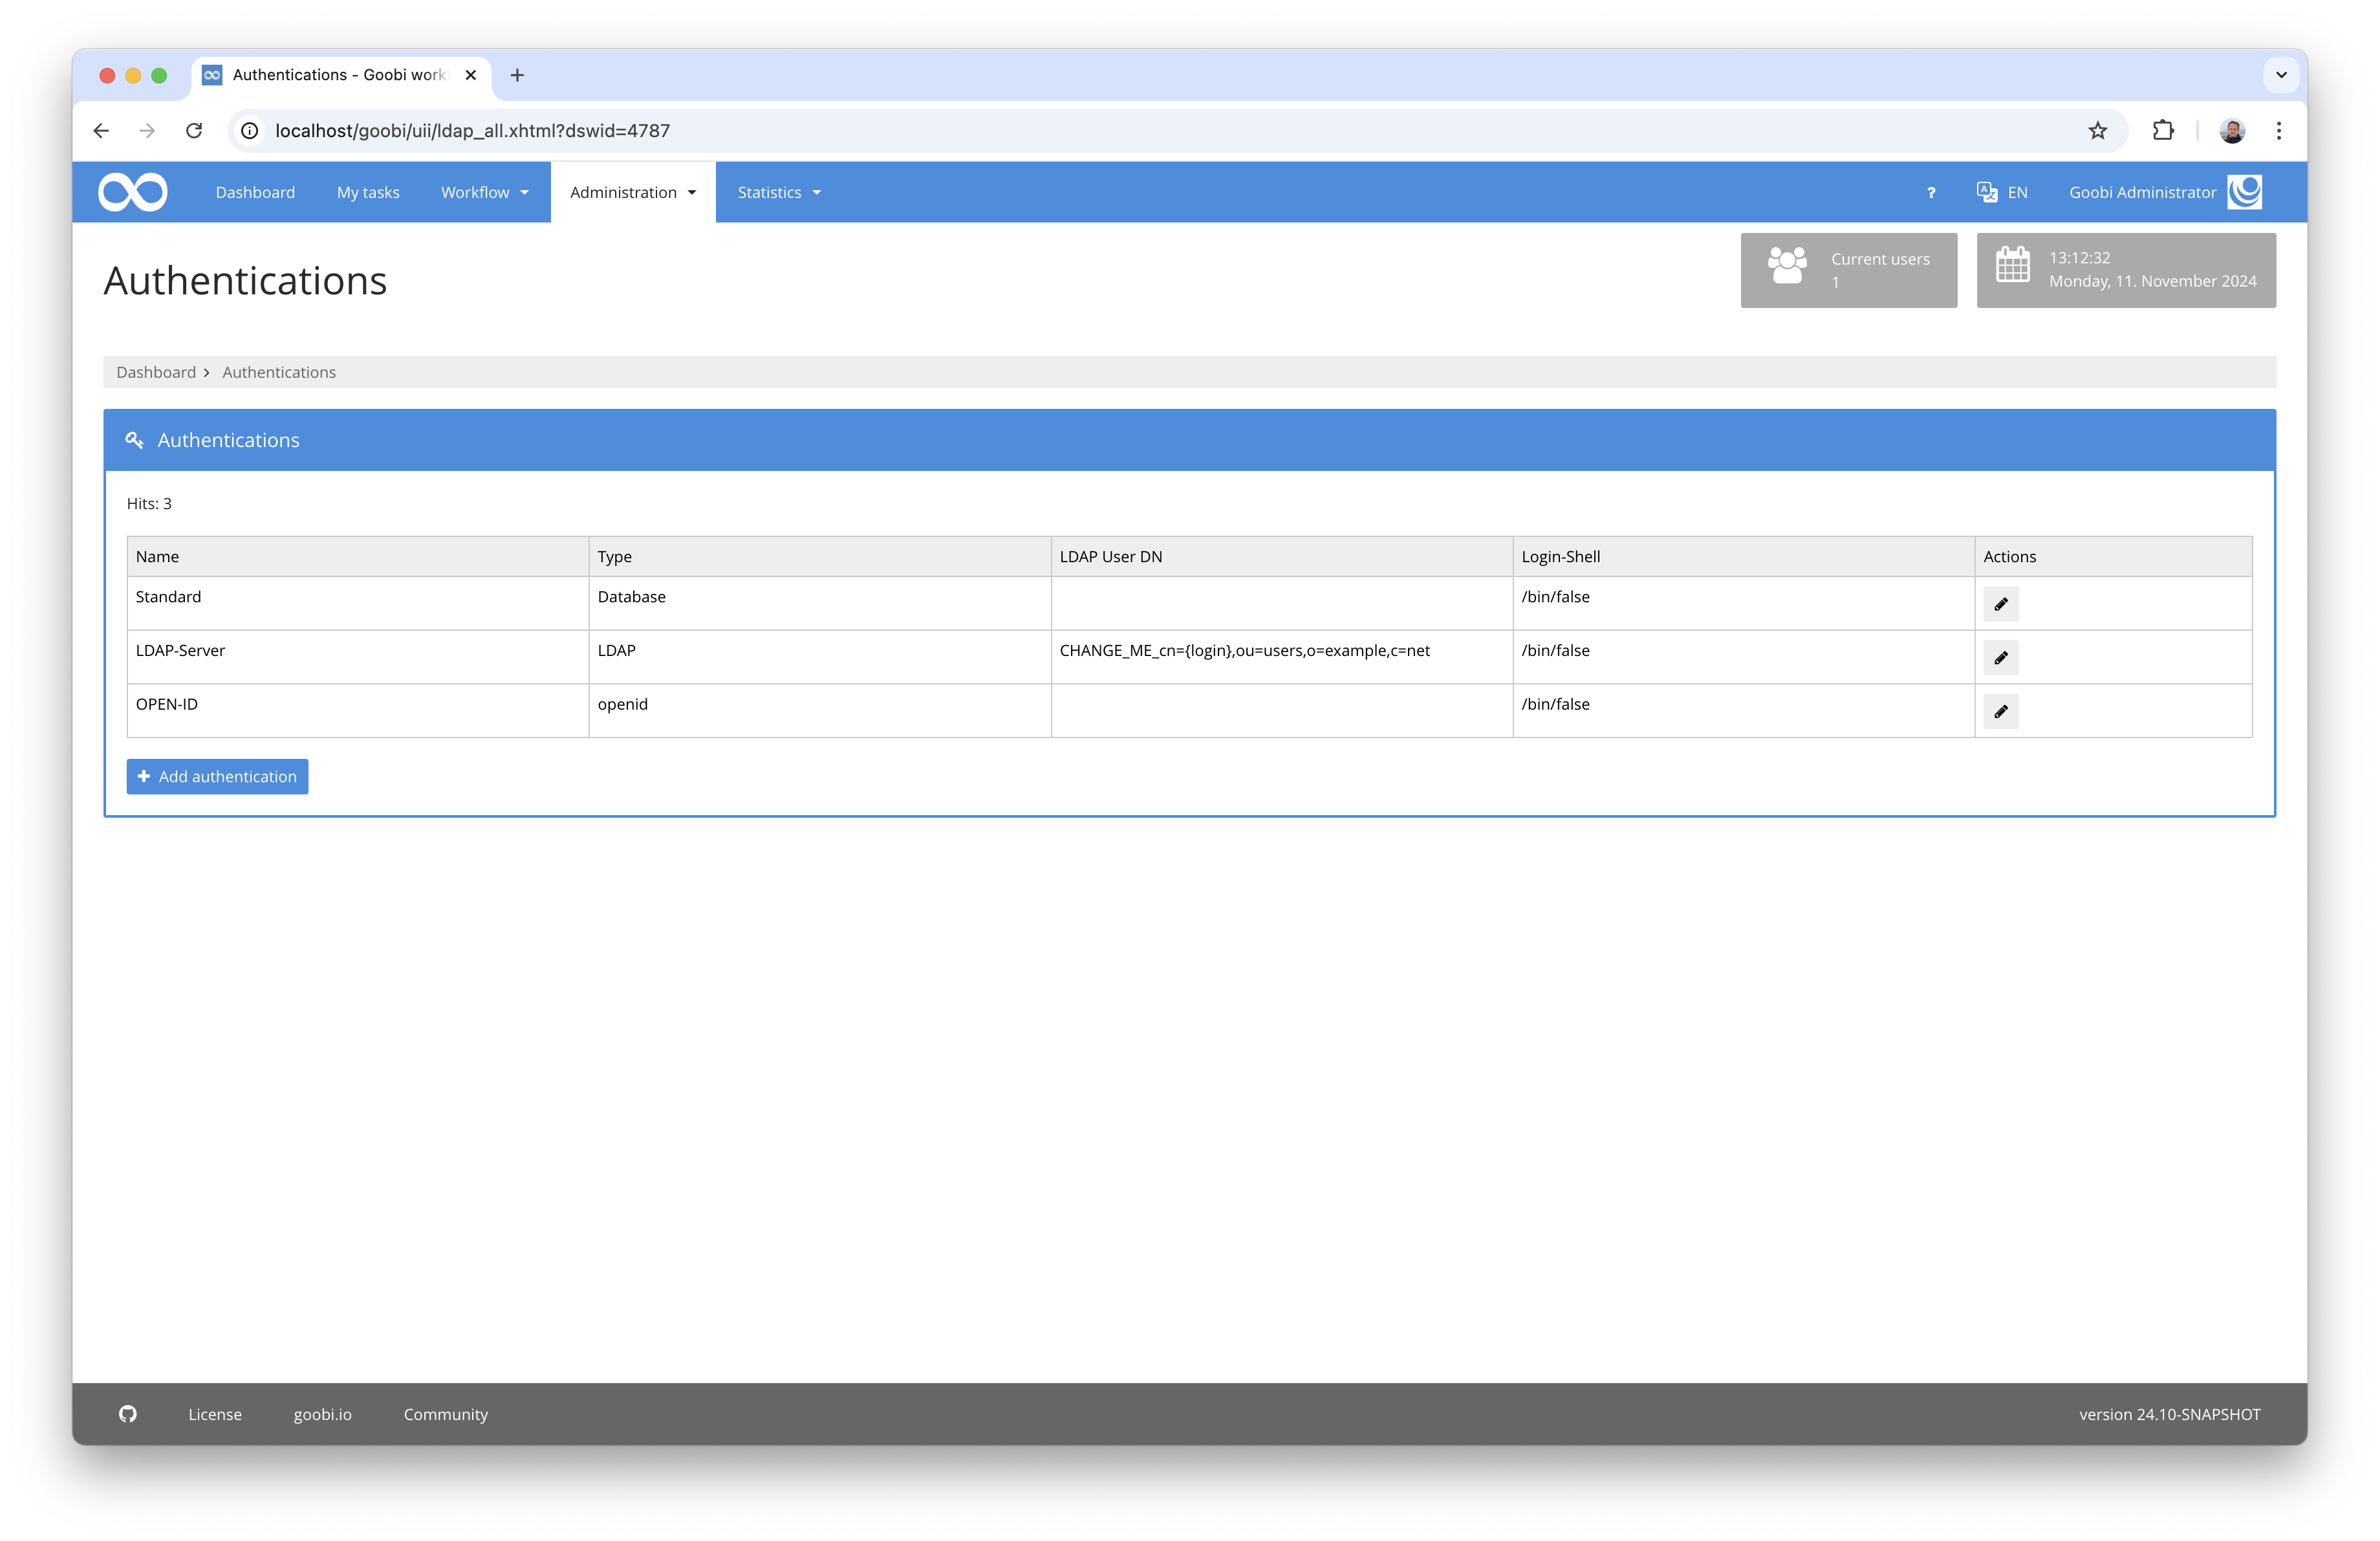 Authentications - Goobi work
localhost/goobi/uii/ldap_all.xhtml?dswid=4787
Dashboard My tasks Workflow Administration Statistics ? EN Goobi Administrator
Authentications
Current users
1
13:12:32
Monday, 11. November 2024
Dashboard > Authentications
Authentications
Hits: 3
Name Type LDAP User DN Login-Shell Actions
Standard Database /bin/false
LDAP-Server LDAP CHANGE_ME_cn={login},ou=users,o=example,c=net /bin/false
OPEN-ID openid /bin/false
+ Add authentication
License goobi.io Community version 24.10-SNAPSHOT